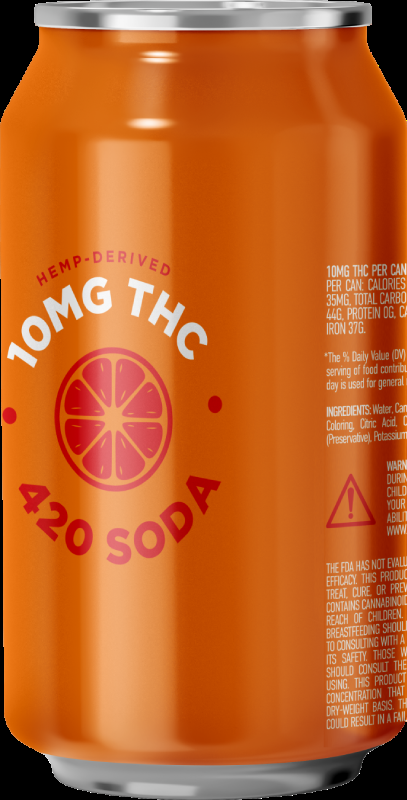 HEMP-DERIVED
10MG THC
420 SODA
10MG THC PER CAN
PER CAN: CALORIES
35MG, TOTAL CARBO
44G, PROTEIN 0G, CA
IRON 37G.
*The % Daily Value (DV)
serving of food contribu
day is used for general
INGREDIENTS: Water, Can
Coloring, Citric Acid, C
(Preservative), Potassium
WARN
DURIN
CHILD
YOUR
ABILIT
WWW
THE FDA HAS NOT EVALU
EFFICACY. THIS PRODUC
TREAT, CURE, OR PREV
CONTAINS CANNABINOID
REACH OF CHILDREN.
BREASTFEEDING SHOUL
TO CONSULTING WITH A
ITS SAFETY. THOSE W
SHOULD CONSULT THE
USING. THIS PRODUCT
CONCENTRATION THAT
DRY-WEIGHT BASIS. TH
COULD RESULT IN A FAIL